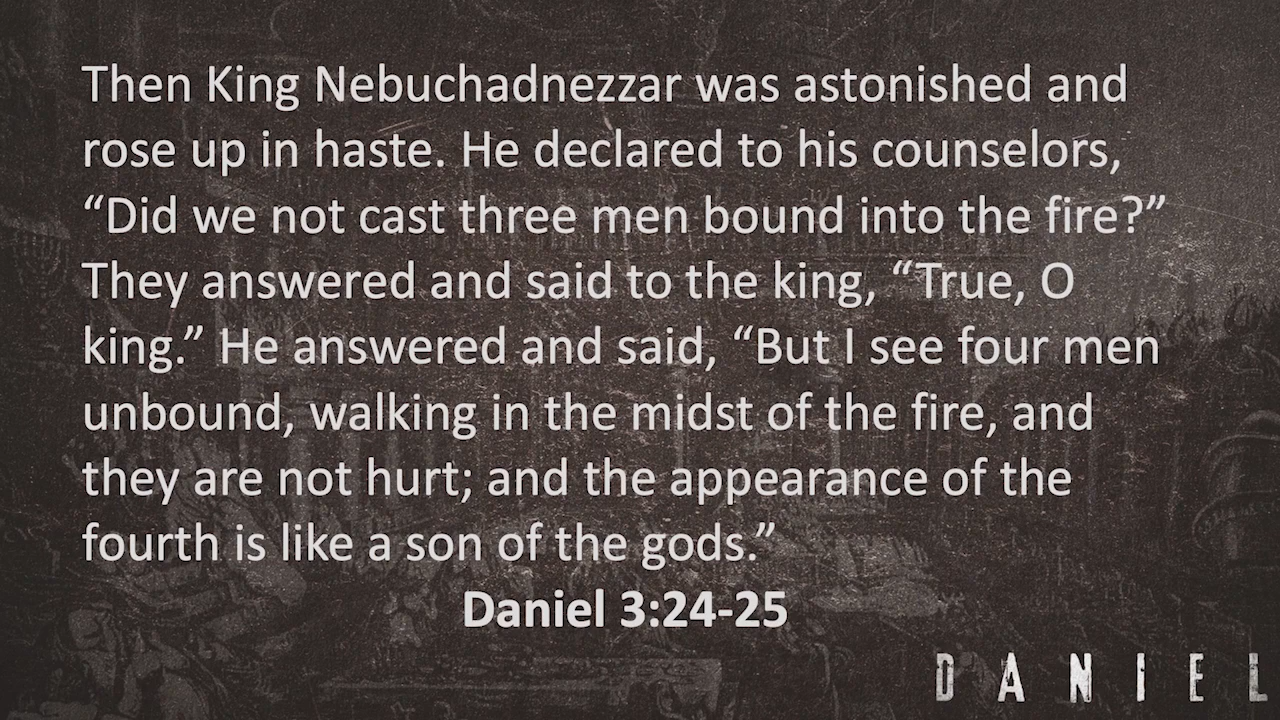 Then King Nebuchadnezzar was astonished and
rose up in haste. He declared to his counselors,
“Did we not cast three men bound into the fire?”
They answered and said to the king, “True, O
king.” He answered and said, “But I see four men
unbound, walking in the midst of the fire, and
they are not hurt; and the appearance of the
fourth is like a son of the gods.”
Daniel 3:24-25
DANIEL